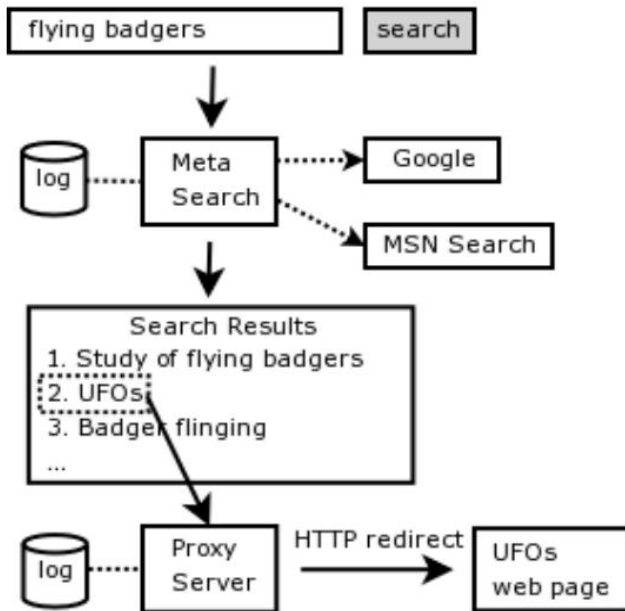 flying badgers
search
log
Meta
Search
Google
MSN Search
Search Results
1. Study of flying badgers
2. UFOs
3. Badger flinging
...
log
Proxy
Server
HTTP redirect
UFOs
web page